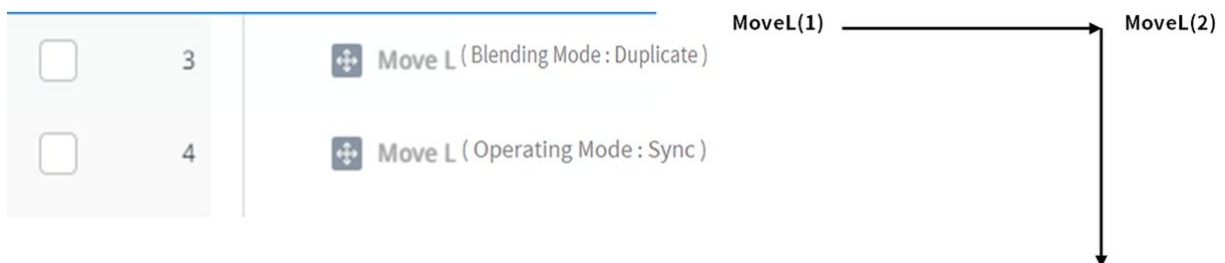 3 Move L ( Blending Mode : Duplicate )
4 Move L ( Operating Mode : Sync )
MoveL(1) MoveL(2)